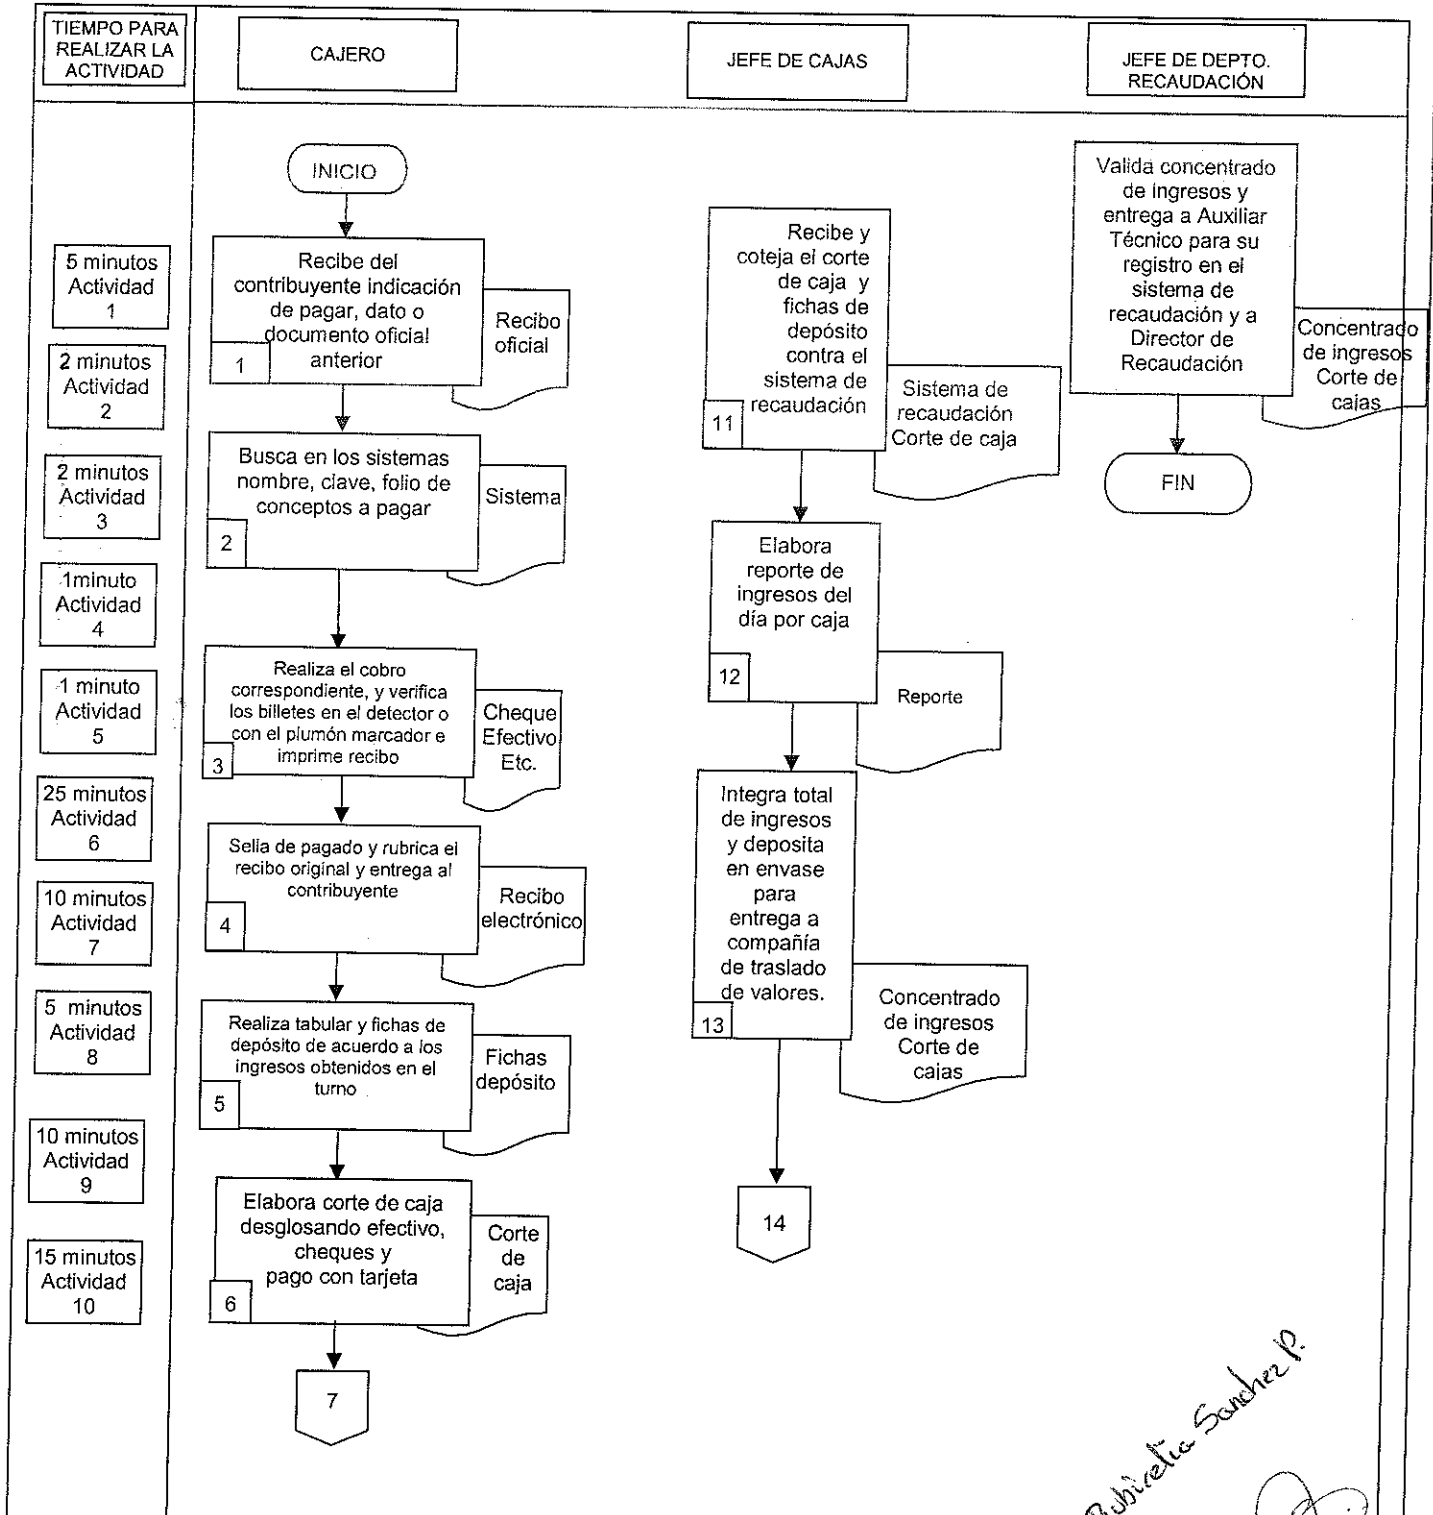 TIEMPO PARA
REALIZAR LA
ACTIVIDAD
CAJERO
JEFE DE CAJAS
JEFE DE DEPTO.
RECAUDACIÓN
5 minutos
Actividad
1
2 minutos
Actividad
2
2 minutos
Actividad
3
1minuto
Actividad
4
1 minuto
Actividad
5
25 minutos
Actividad
6
10 minutos
Actividad
7
5 minutos
Actividad
8
10 minutos
Actividad
9
15 minutos
Actividad
10
INICIO
Recibe del
contribuyente indicación
de pagar, dato o
documento oficial
anterior
1
Recibo
oficial
Busca en los sistemas
nombre, clave, folio de
conceptos a pagar
2
Sistema
Realiza el cobro
correspondiente, y verifica
los billetes en el detector o
con el plumón marcador e
imprime recibo
3
Cheque
Efectivo
Etc.
Sella de pagado y rubrica el
recibo original y entrega al
contribuyente
4
Recibo
electrónico
Realiza tabular y fichas de
depósito de acuerdo a los
ingresos obtenidos en el
turno
5
Fichas
depósito
Elabora corte de caja
desglosando efectivo,
cheques y
pago con tarjeta
6
Corte
de
caja
7
Recibe y
coteja el corte
de caja y
fichas de
depósito
contra el
sistema de
recaudación
11
Sistema de
recaudación
Corte de caja
Elabora
reporte de
ingresos del
día por caja
12
Reporte
Integra total
de ingresos
y deposita
en envase
para
entrega a
compañía
de traslado
de valores.
13
Concentrado
de ingresos
Corte de
cajas
14
Valida concentrado
de ingresos y
entrega a Auxiliar
Técnico para su
registro en el
sistema de
recaudación y a
Director de
Recaudación
Concentrado
de ingresos
Corte de
cajas
FIN
Sanchez P.